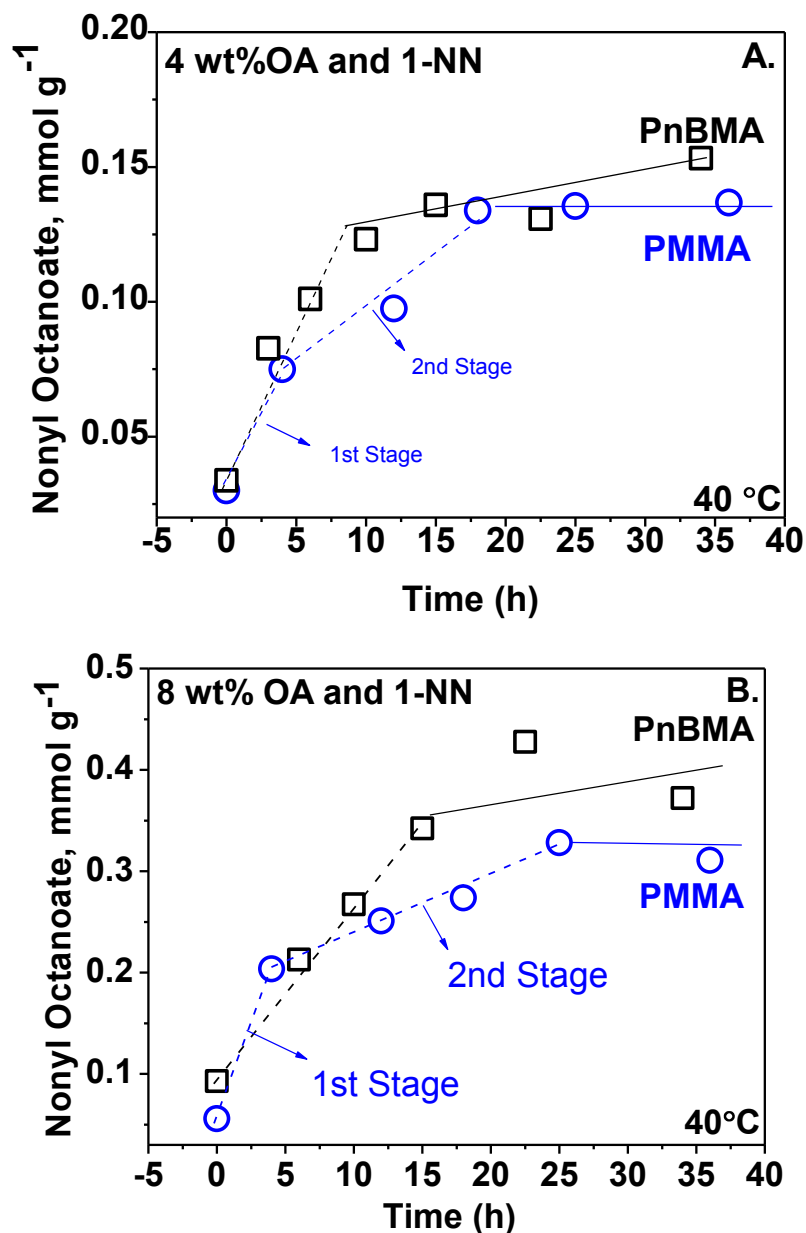 4 wt%OA and 1-NN
A.
PnBMA
PMMA
2nd Stage
1st Stage
40 °C
Nonyl Octanoate, mmol g⁻¹
0.20
0.15
0.10
0.05
-5 0 5 10 15 20 25 30 35 40
Time (h)
8 wt% OA and 1-NN
B.
PnBMA
PMMA
2nd Stage
1st Stage
40°C
Nonyl Octanoate, mmol g⁻¹
0.5
0.4
0.3
0.2
0.1
-5 0 5 10 15 20 25 30 35 40
Time (h)